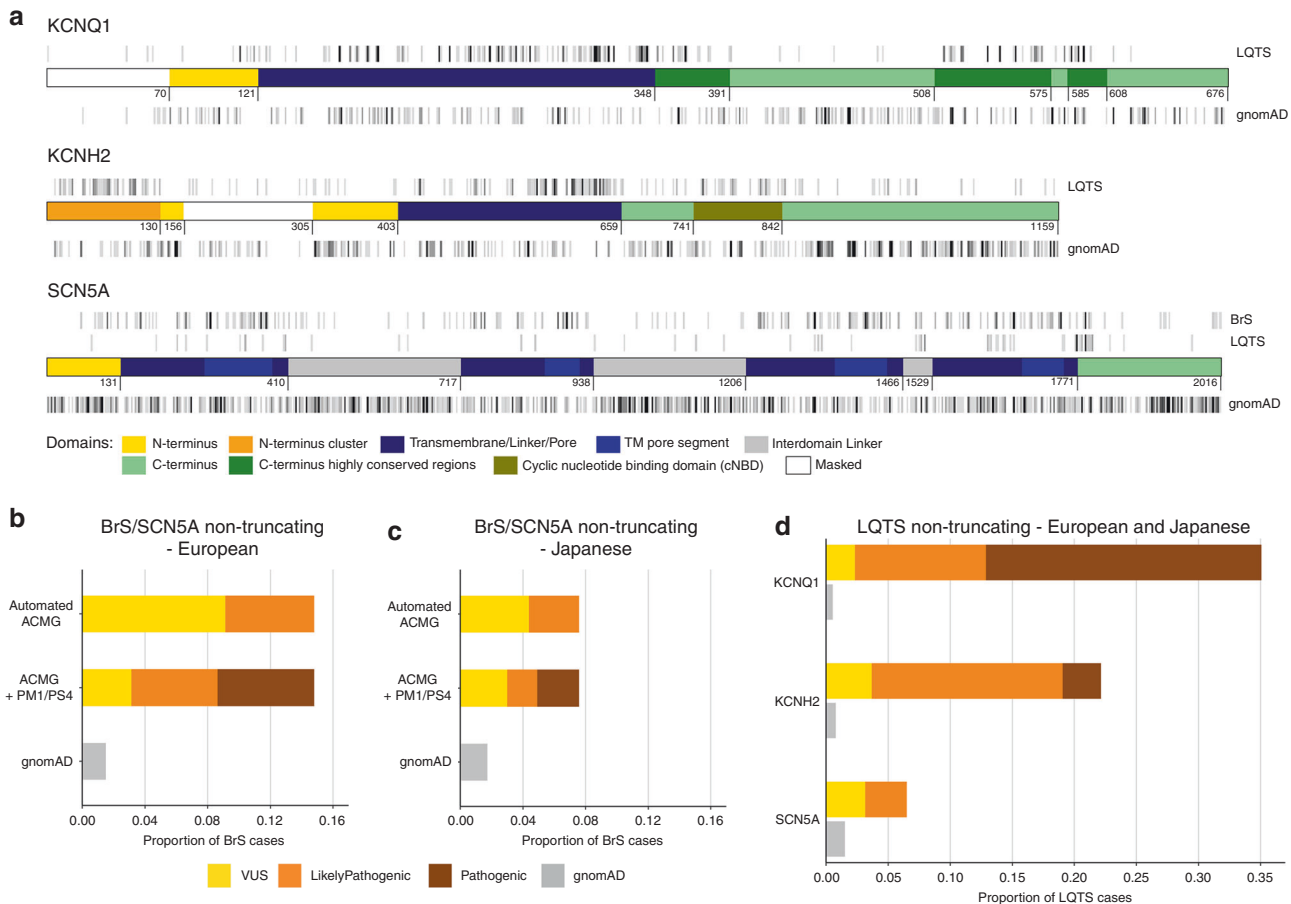 a
KCNQ1
LQTS
70 121 348 391 508 575 585 608 676
gnomAD
KCNH2
LQTS
130 156 305 403 659 741 842 1159
gnomAD
SCN5A
BrS
LQTS
131 410 717 938 1206 1466 1529 1771 2016
gnomAD
Domains: N-terminus N-terminus cluster Transmembrane/Linker/Pore TM pore segment Interdomain Linker
C-terminus C-terminus highly conserved regions Cyclic nucleotide binding domain (cNBD) Masked
b
BrS/SCN5A non-truncating
- European
Automated
ACMG
ACMG
+ PM1/PS4
gnomAD
0.00 0.04 0.08 0.12 0.16
Proportion of BrS cases
c
BrS/SCN5A non-truncating
- Japanese
Automated
ACMG
ACMG
+ PM1/PS4
gnomAD
0.00 0.04 0.08 0.12 0.16
Proportion of BrS cases
VUS LikelyPathogenic Pathogenic gnomAD
d
LQTS non-truncating - European and Japanese
KCNQ1
KCNH2
SCN5A
0.00 0.05 0.10 0.15 0.20 0.25 0.30 0.35
Proportion of LQTS cases